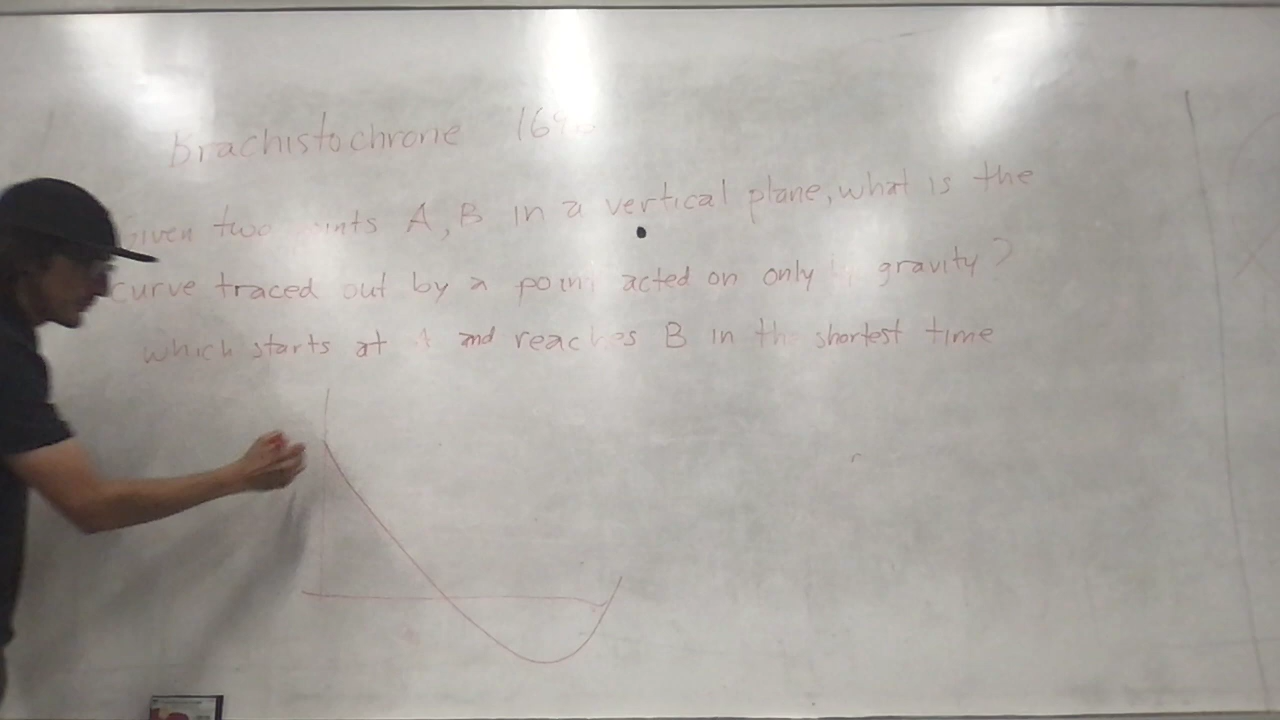 Brachistochrone 169
Given two points A, B in a vertical plane, what is the
curve traced out by a point acted on only by gravity?
which starts at A and reaches B in the shortest time